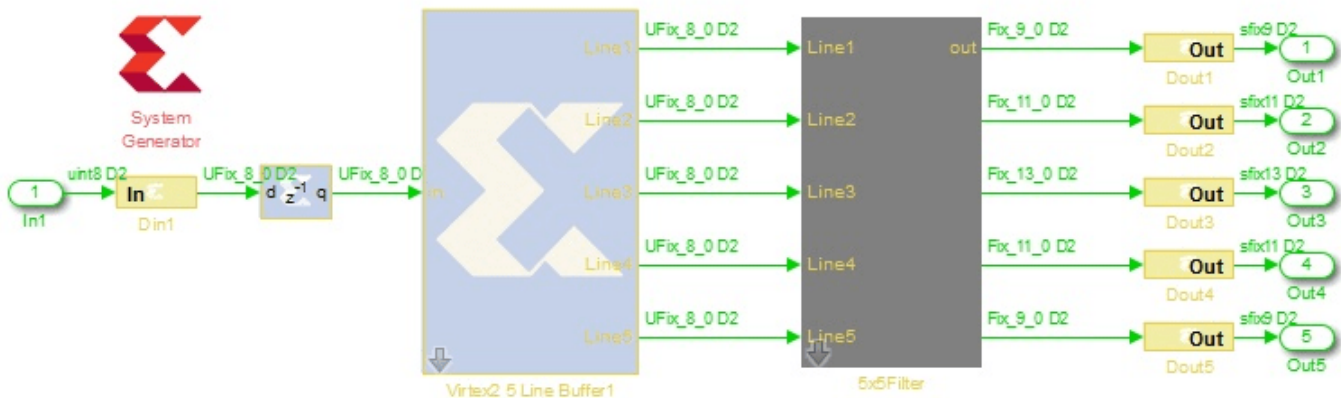 System
Generator
1
In1
uint8 D2
In
Din1
UFix_8_0 D2
d z-1 q
UFix_8_0 D
in
Line1
Line2
Line3
Line4
Line5
Virtex2 5 Line Buffer1
UFix_8_0 D2
UFix_8_0 D2
UFix_8_0 D2
UFix_8_0 D2
UFix_8_0 D2
Line1
Line2
Line3
Line4
Line5
out
5x5Filter
Fix_9_0 D2
Out
Dout1
sfix9 D2
1
Out1
Fix_11_0 D2
Out
Dout2
sfix11 D2
2
Out2
Fix_13_0 D2
Out
Dout3
sfix13 D2
3
Out3
Fix_11_0 D2
Out
Dout4
sfix11 D2
4
Out4
Fix_9_0 D2
Out
Dout5
sfix9 D2
5
Out5